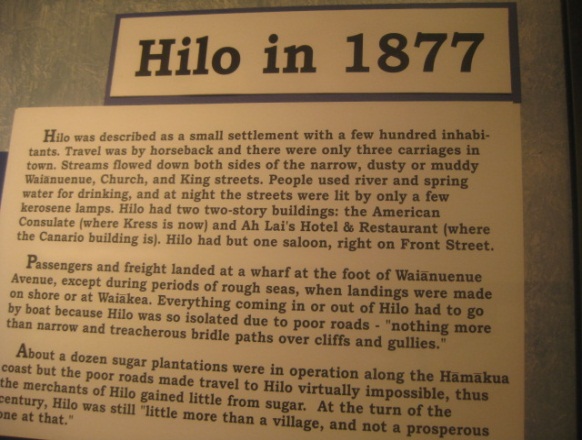 Hilo in 1877
Hilo was described as a small settlement with a few hundred inhabi-
tants. Travel was by horseback and there were only three carriages in
town. Streams flowed down both sides of the narrow, dusty or muddy
Waiānuenue, Church, and King streets. People used river and spring
water for drinking, and at night the streets were lit by only a few
kerosene lamps. Hilo had two two-story buildings: the American
Consulate (where Kress is now) and Ah Lai's Hotel & Restaurant (where
the Canario building is). Hilo had but one saloon, right on Front Street.
Passengers and freight landed at a wharf at the foot of Waiānuenue
Avenue, except during periods of rough seas, when landings were made
on shore or at Waiākea. Everything coming in or out of Hilo had to go
by boat because Hilo was so isolated due to poor roads - "nothing more
than narrow and treacherous bridle paths over cliffs and gullies."
About a dozen sugar plantations were in operation along the Hāmākua
coast but the poor roads made travel to Hilo virtually impossible, thus
the merchants of Hilo gained little from sugar. At the turn of the
century, Hilo was still "little more than a village, and not a prosperous
one at that."